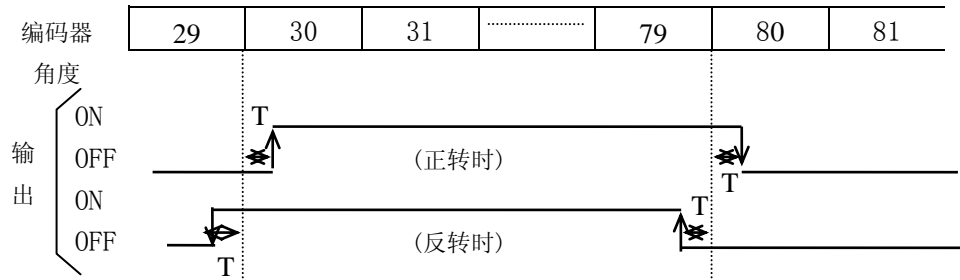 编码器 29 30 31 ………………… 79 80 81
角度
ON T
输 OFF (正转时) T
出 ON T
OFF (反转时)
T